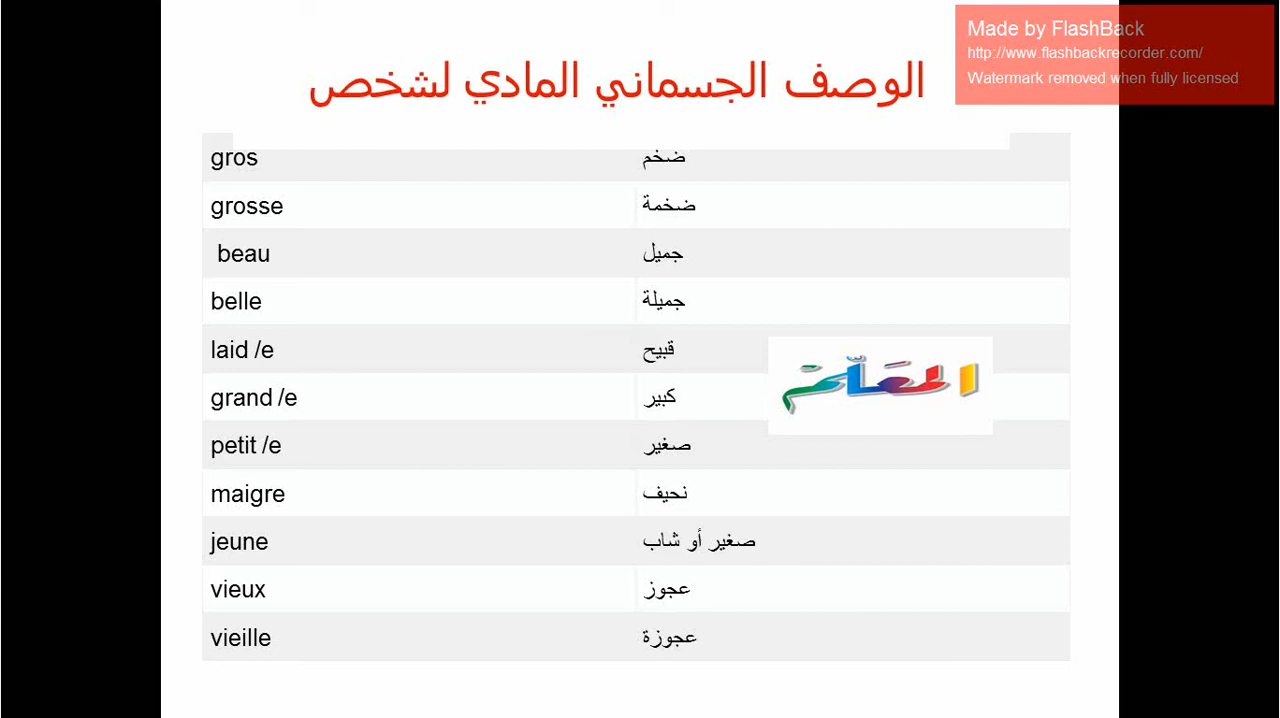 Made by FlashBack
http://www.flashbackrecorder.com/
Watermark removed when fully licensed
الوصف الجسماني المادي لشخص
gros ضخم
grosse ضخمة
beau جميل
belle جميلة
laid /e قبيح
grand /e كبير
petit /e صغير
maigre نحيف
jeune صغير أو شاب
vieux عجوز
vieille عجوزة
المعلم